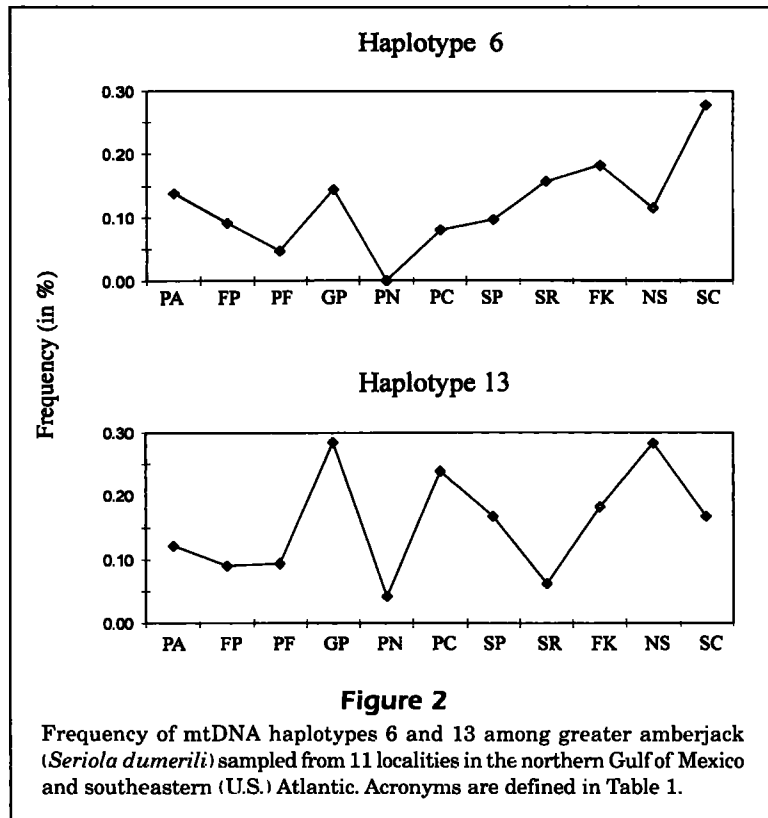 Haplotype 6
0.30
0.20
0.10
0.00
PA FP PF GP PN PC SP SR FK NS SC
Frequency (in %)
Haplotype 13
0.30
0.20
0.10
0.00
PA FP PF GP PN PC SP SR FK NS SC
Figure 2
Frequency of mtDNA haplotypes 6 and 13 among greater amberjack
(Seriola dumerili) sampled from 11 localities in the northern Gulf of Mexico
and southeastern (U.S.) Atlantic. Acronyms are defined in Table 1.